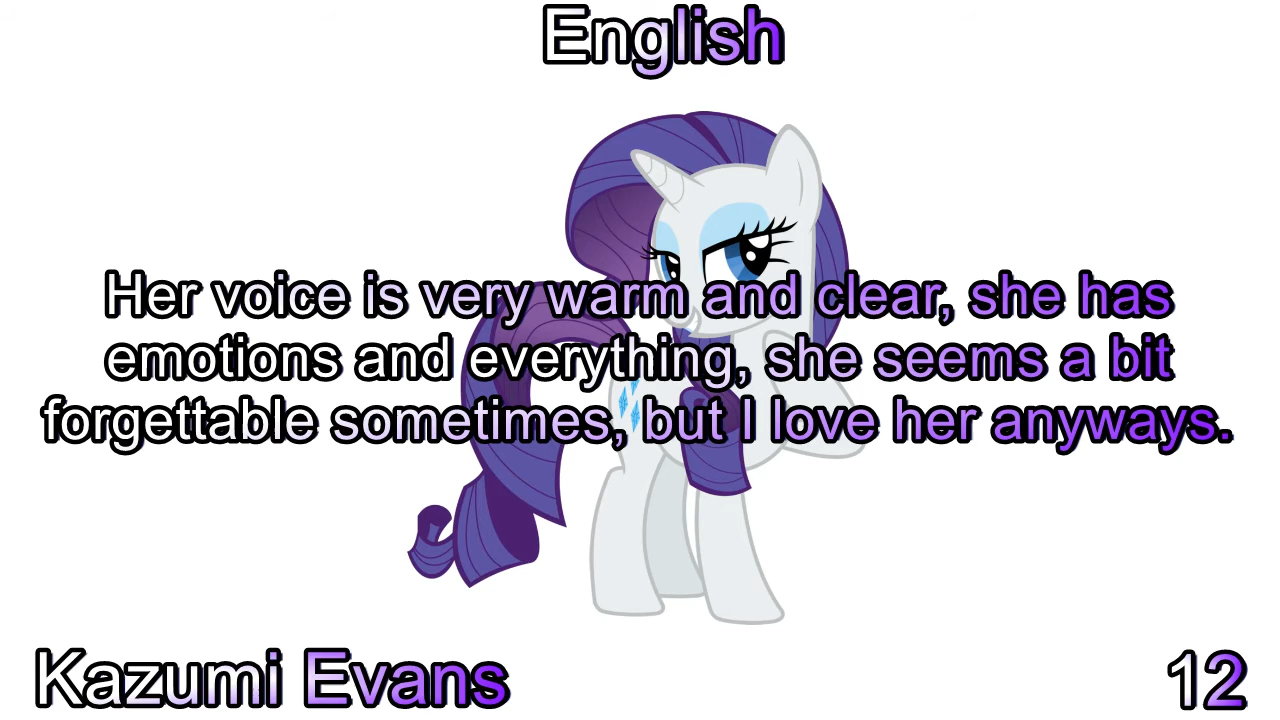 English
Her voice is very warm and clear, she has
emotions and everything, she seems a bit
forgettable sometimes, but I love her anyways.
Kazumi Evans
12